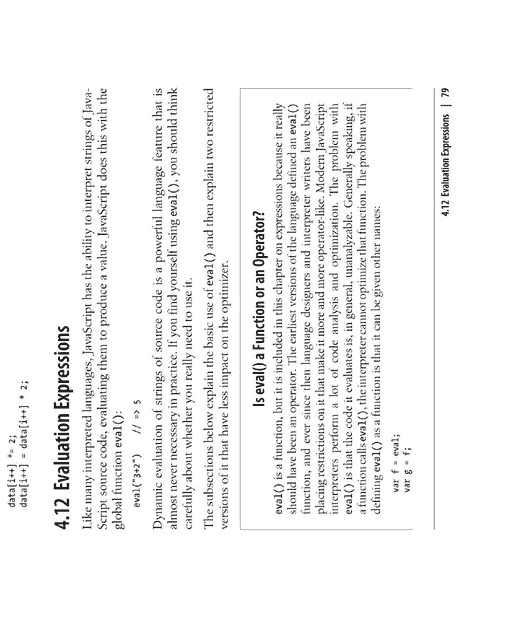 data[i++] *= 2;
data[i++] = data[i++] * 2;
4.12 Evaluation Expressions
Like many interpreted languages, JavaScript has the ability to interpret strings of Java-
Script source code, evaluating them to produce a value. JavaScript does this with the
global function eval():
eval("3+2") // => 5
Dynamic evaluation of strings of source code is a powerful language feature that is
almost never necessary in practice. If you find yourself using eval(), you should think
carefully about whether you really need to use it.
The subsections below explain the basic use of eval() and then explain two restricted
versions of it that have less impact on the optimizer.
Is eval() a Function or an Operator?
eval() is a function, but it is included in this chapter on expressions because it really
should have been an operator. The earliest versions of the language defined an eval()
function, and ever since then language designers and interpreter writers have been
placing restrictions on it that make it more and more operator-like. Modern JavaScript
interpreters perform a lot of code analysis and optimization. The problem with
eval() is that the code it evaluates is, in general, unanalyzable. Generally speaking, if
a function calls eval(), the interpreter cannot optimize that function. The problem with
defining eval() as a function is that it can be given other names:
var f = eval;
var g = f;
4.12 Evaluation Expressions | 79